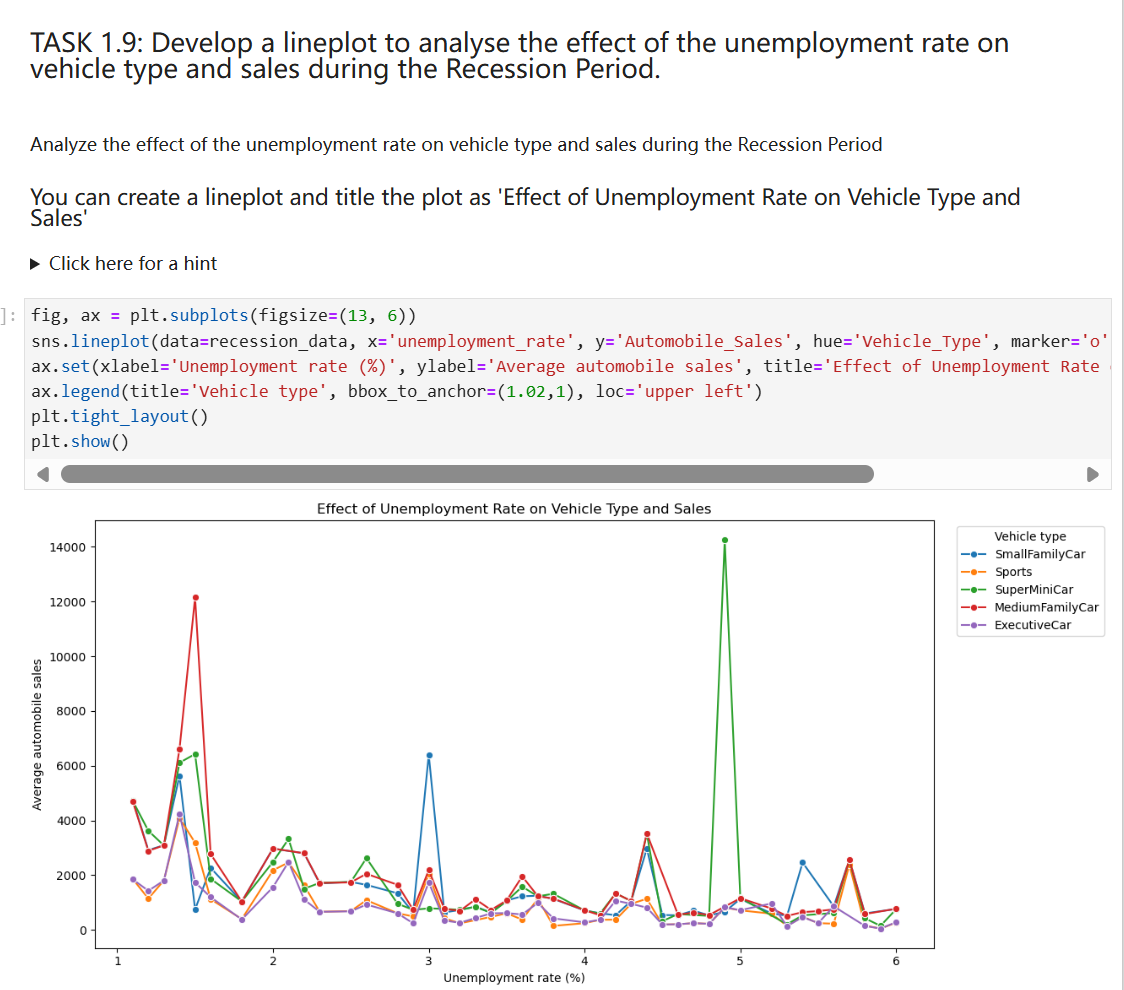 TASK 1.9: Develop a lineplot to analyse the effect of the unemployment rate on
vehicle type and sales during the Recession Period.
Analyze the effect of the unemployment rate on vehicle type and sales during the Recession Period
You can create a lineplot and title the plot as 'Effect of Unemployment Rate on Vehicle Type and
Sales'
▶ Click here for a hint
]:
fig, ax = plt.subplots(figsize=(13, 6))
sns.lineplot(data=recession_data, x='unemployment_rate', y='Automobile_Sales', hue='Vehicle_Type', marker='o'
ax.set(xlabel='Unemployment rate (%)', ylabel='Average automobile sales', title='Effect of Unemployment Rate
ax.legend(title='Vehicle type', bbox_to_anchor=(1.02,1), loc='upper left')
plt.tight_layout()
plt.show()
Effect of Unemployment Rate on Vehicle Type and Sales
Average automobile sales
14000
12000
10000
8000
6000
4000
2000
0
1 2 3 4 5 6
Unemployment rate (%)
Vehicle type
SmallFamilyCar
Sports
SuperMiniCar
MediumFamilyCar
ExecutiveCar